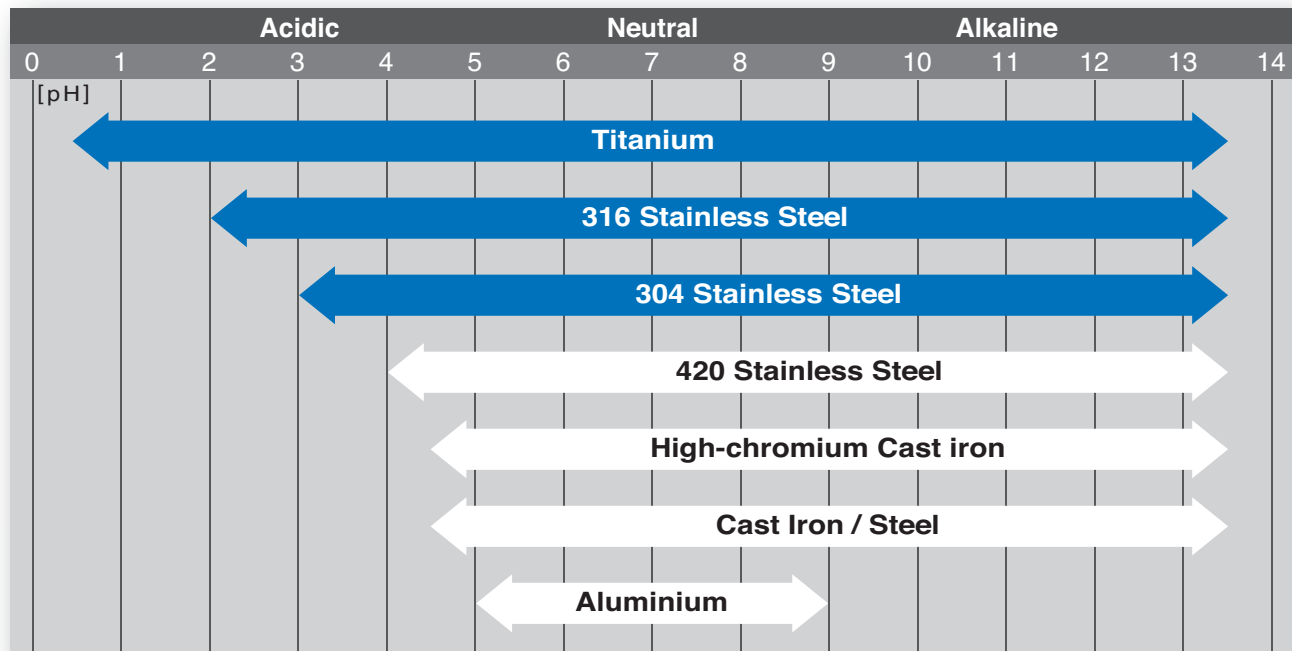 Acidic Neutral Alkaline
0 1 2 3 4 5 6 7 8 9 10 11 12 13 14
[pH]
Titanium
316 Stainless Steel
304 Stainless Steel
420 Stainless Steel
High-chromium Cast iron
Cast Iron / Steel
Aluminium